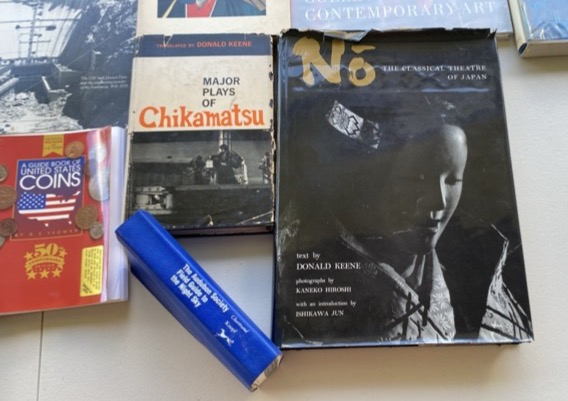 CONTEMPORARY ART
TRANSLATED BY DONALD KEENE
MAJOR
PLAYS
OF
Chikamatsu
Nō
THE CLASSICAL THEATRE
OF JAPAN
text by
DONALD KEENE
photographs by
KANEKO HIROSHI
with an introduction by
ISHIKAWA JUN
A GUIDE BOOK OF
UNITED STATES
COINS
50
The Audubon Society
Field Guide to
the Night Sky
Chartrand
Knopf